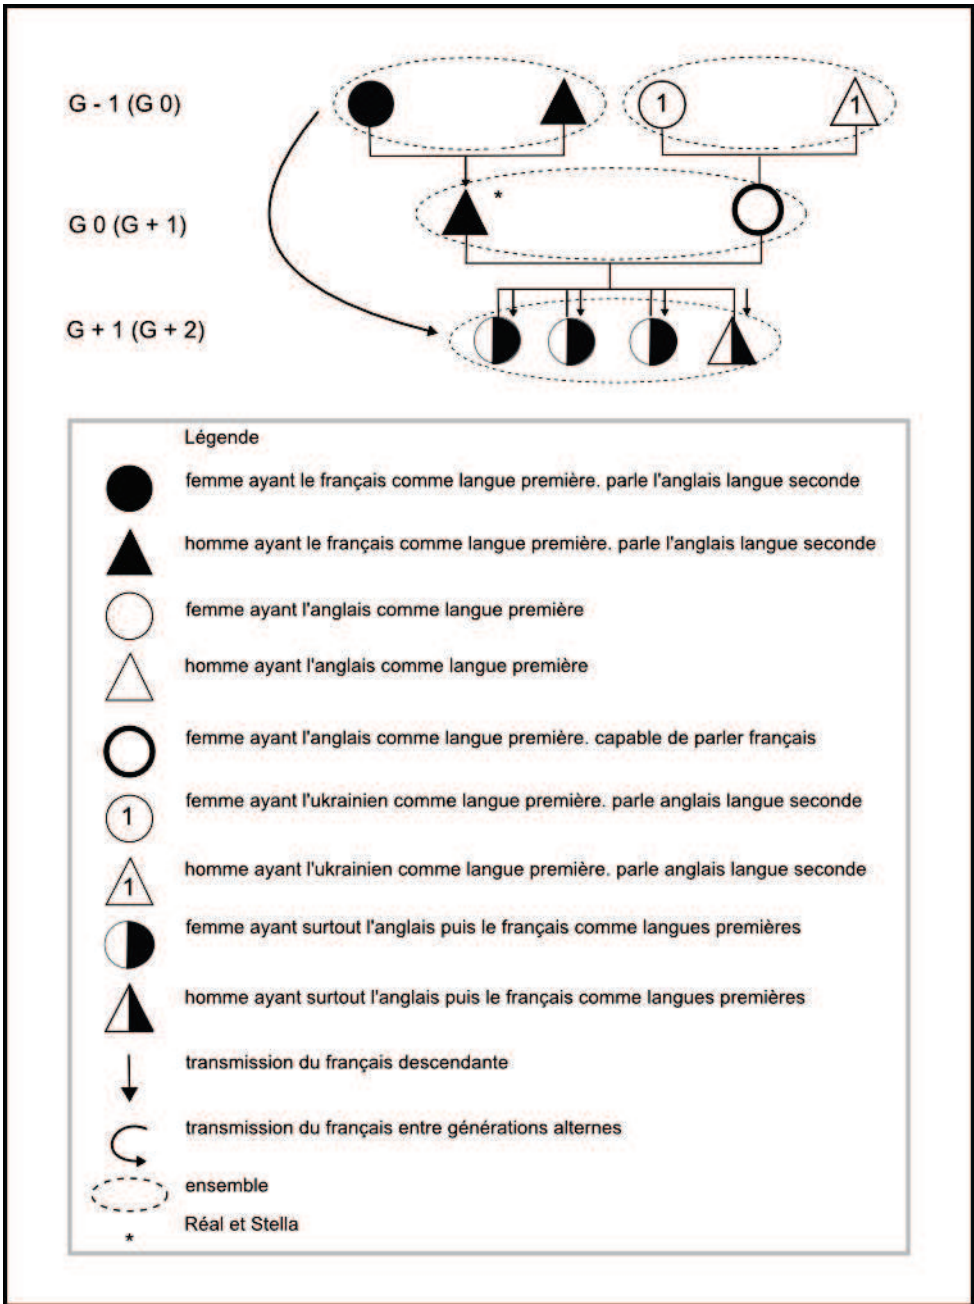 G - 1 (G 0)
1
1
*
G 0 (G + 1)
G + 1 (G + 2)
Légende
femme ayant le français comme langue première. parle l'anglais langue seconde
homme ayant le français comme langue première. parle l'anglais langue seconde
femme ayant l'anglais comme langue première
homme ayant l'anglais comme langue première
femme ayant l'anglais comme langue première. capable de parler français
1
femme ayant l'ukrainien comme langue première. parle anglais langue seconde
1
homme ayant l'ukrainien comme langue première. parle anglais langue seconde
femme ayant surtout l'anglais puis le français comme langues premières
homme ayant surtout l'anglais puis le français comme langues premières
transmission du français descendante
transmission du français entre générations alternes
ensemble
* Réal et Stella